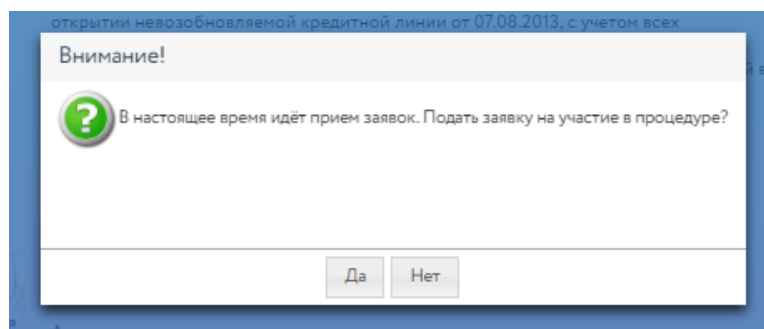 открытии невозобновляемой кредитной линии от 07.08.2013, с учетом всех
Внимание!
В настоящее время идёт прием заявок. Подать заявку на участие в процедуре?
Да Нет